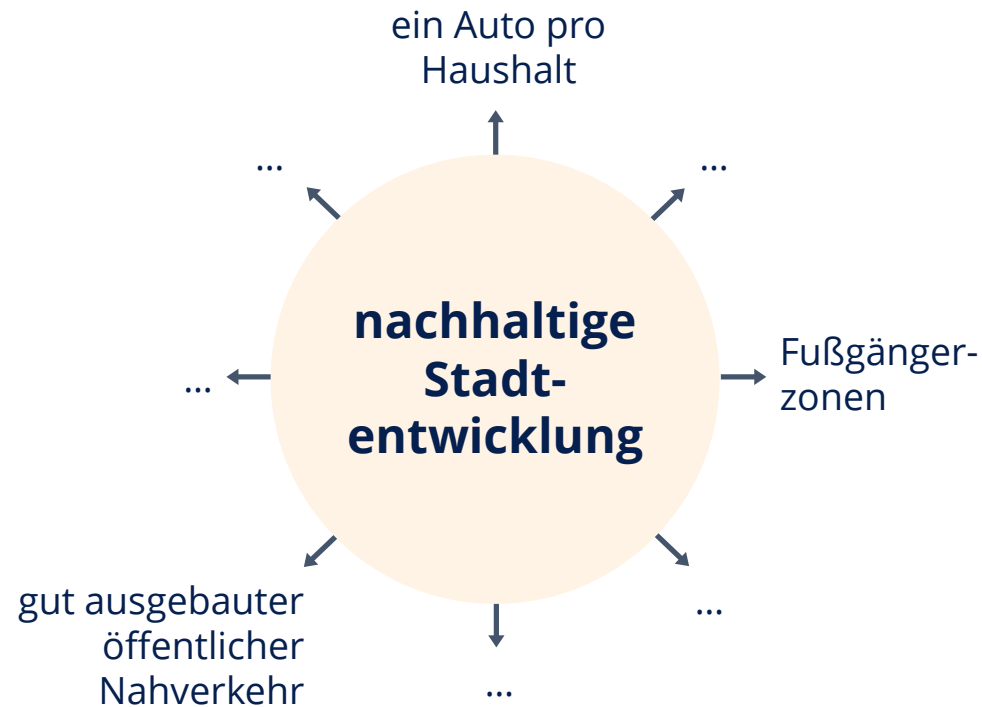 ein Auto pro
Haushalt
...
...
nachhaltige
Stadt-
entwicklung
Fußgänger-
zonen
...
gut ausgebauter
öffentlicher
Nahverkehr
...
...